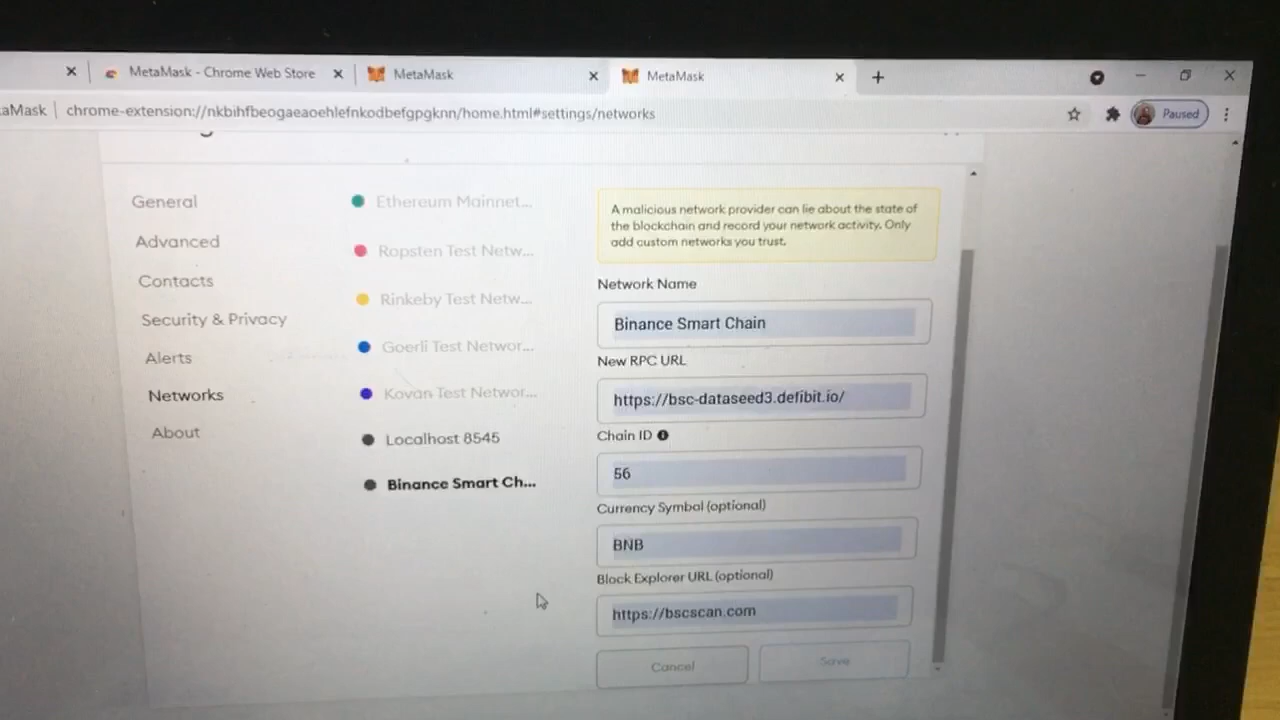 MetaMask - Chrome Web Store
MetaMask
MetaMask
aMask
chrome-extension://nkbihfbeogaeaoehlefnkodbefgpgknn/home.html#settings/networks
Paused
General
Advanced
Contacts
Security & Privacy
Alerts
Networks
About
Ethereum Mainnet...
Ropsten Test Netw...
Rinkeby Test Netw...
Goerli Test Networ...
Kovan Test Networ...
Localhost 8545
Binance Smart Ch...
A malicious network provider can lie about the state of
the blockchain and record your network activity. Only
add custom networks you trust.
Network Name
Binance Smart Chain
New RPC URL
https://bsc-dataseed3.defibit.io/
Chain ID
56
Currency Symbol (optional)
BNB
Block Explorer URL (optional)
https://bscscan.com
Cancel
Save